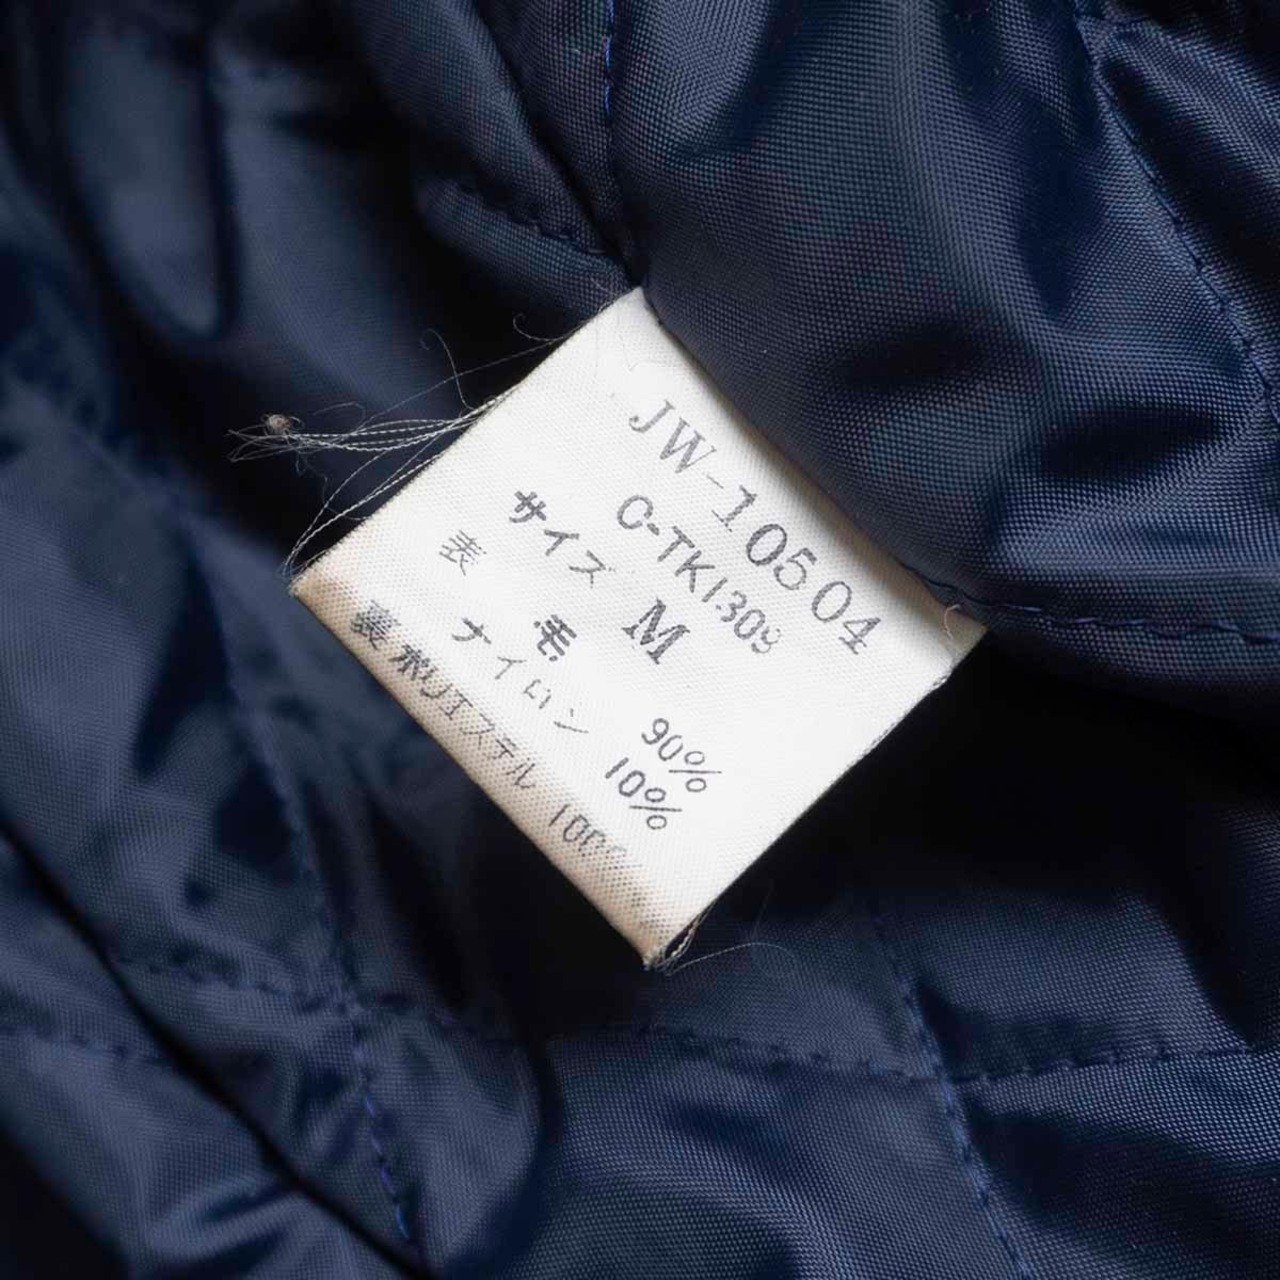 JW-10504
C-TK1309
サイズ M
表 毛 90%
ナイロン 10%
裏 ポリエステル 100%